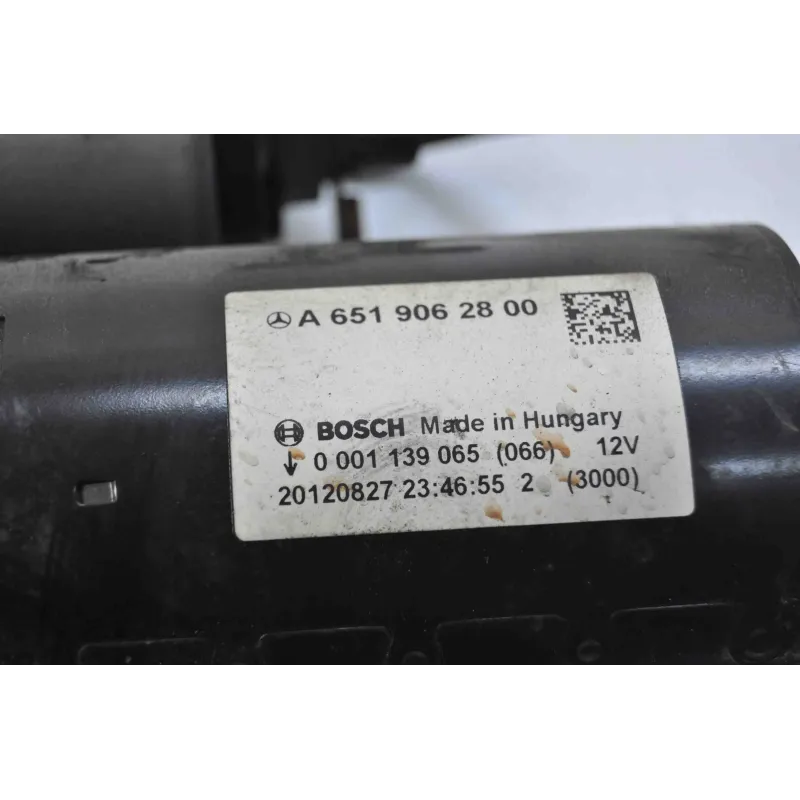 A 651 906 28 00
BOSCH Made in Hungary
↓ 0 001 139 065 (066) 12V
20120827 23:46:55 2 (3000)